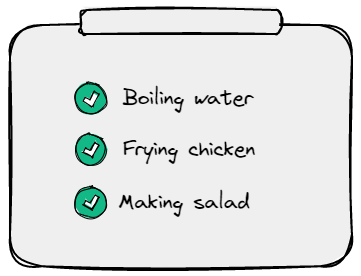 Boiling water
Frying chicken
Making salad